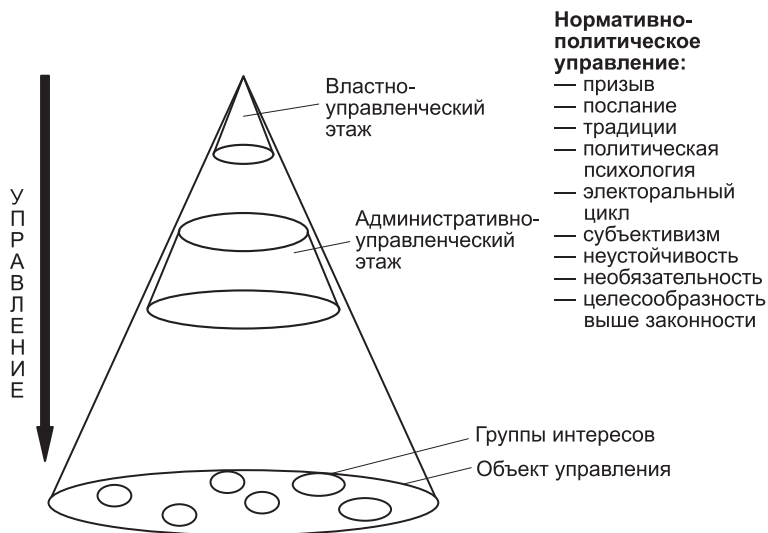 УПРАВЛЕНИЕ
Властно-
управленческий
этаж
Административно-
управленческий
этаж
Группы интересов
Объект управления
Нормативно-
политическое
управление:
— призыв
— послание
— традиции
— политическая
психология
— электоральный
цикл
— субъективизм
— неустойчивость
— необязательность
— целесообразность
выше законности